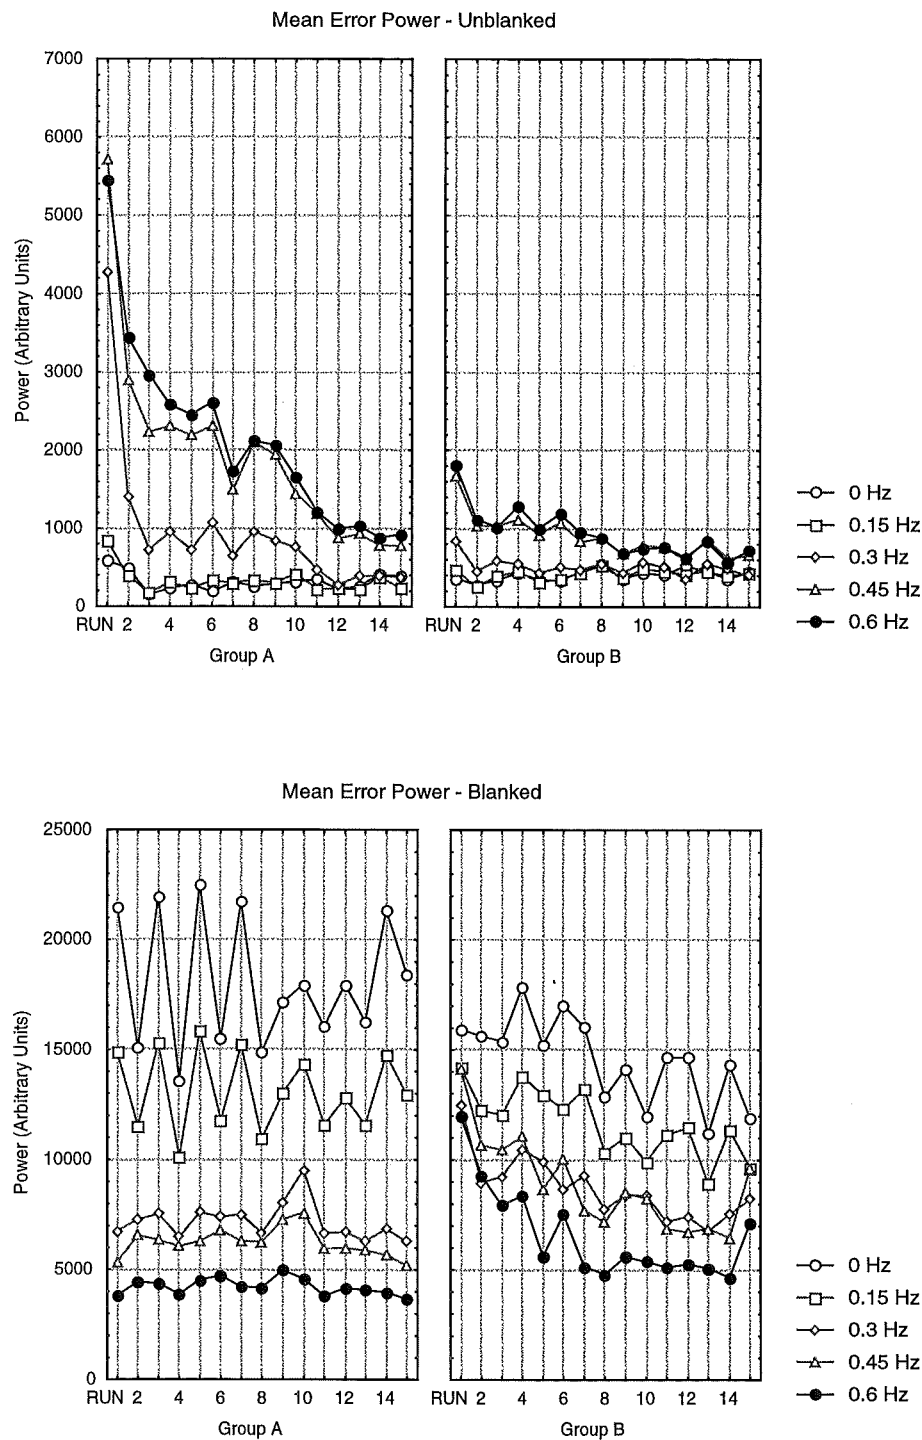 Mean Error Power - Unblanked
7000
6000
5000
4000
3000
2000
1000
0
Power (Arbitrary Units)
RUN 2 4 6 8 10 12 14
Group A
RUN 2 4 6 8 10 12 14
Group B
0 Hz
0.15 Hz
0.3 Hz
0.45 Hz
0.6 Hz
Mean Error Power - Blanked
25000
20000
15000
10000
5000
0
Power (Arbitrary Units)
RUN 2 4 6 8 10 12 14
Group A
RUN 2 4 6 8 10 12 14
Group B
0 Hz
0.15 Hz
0.3 Hz
0.45 Hz
0.6 Hz